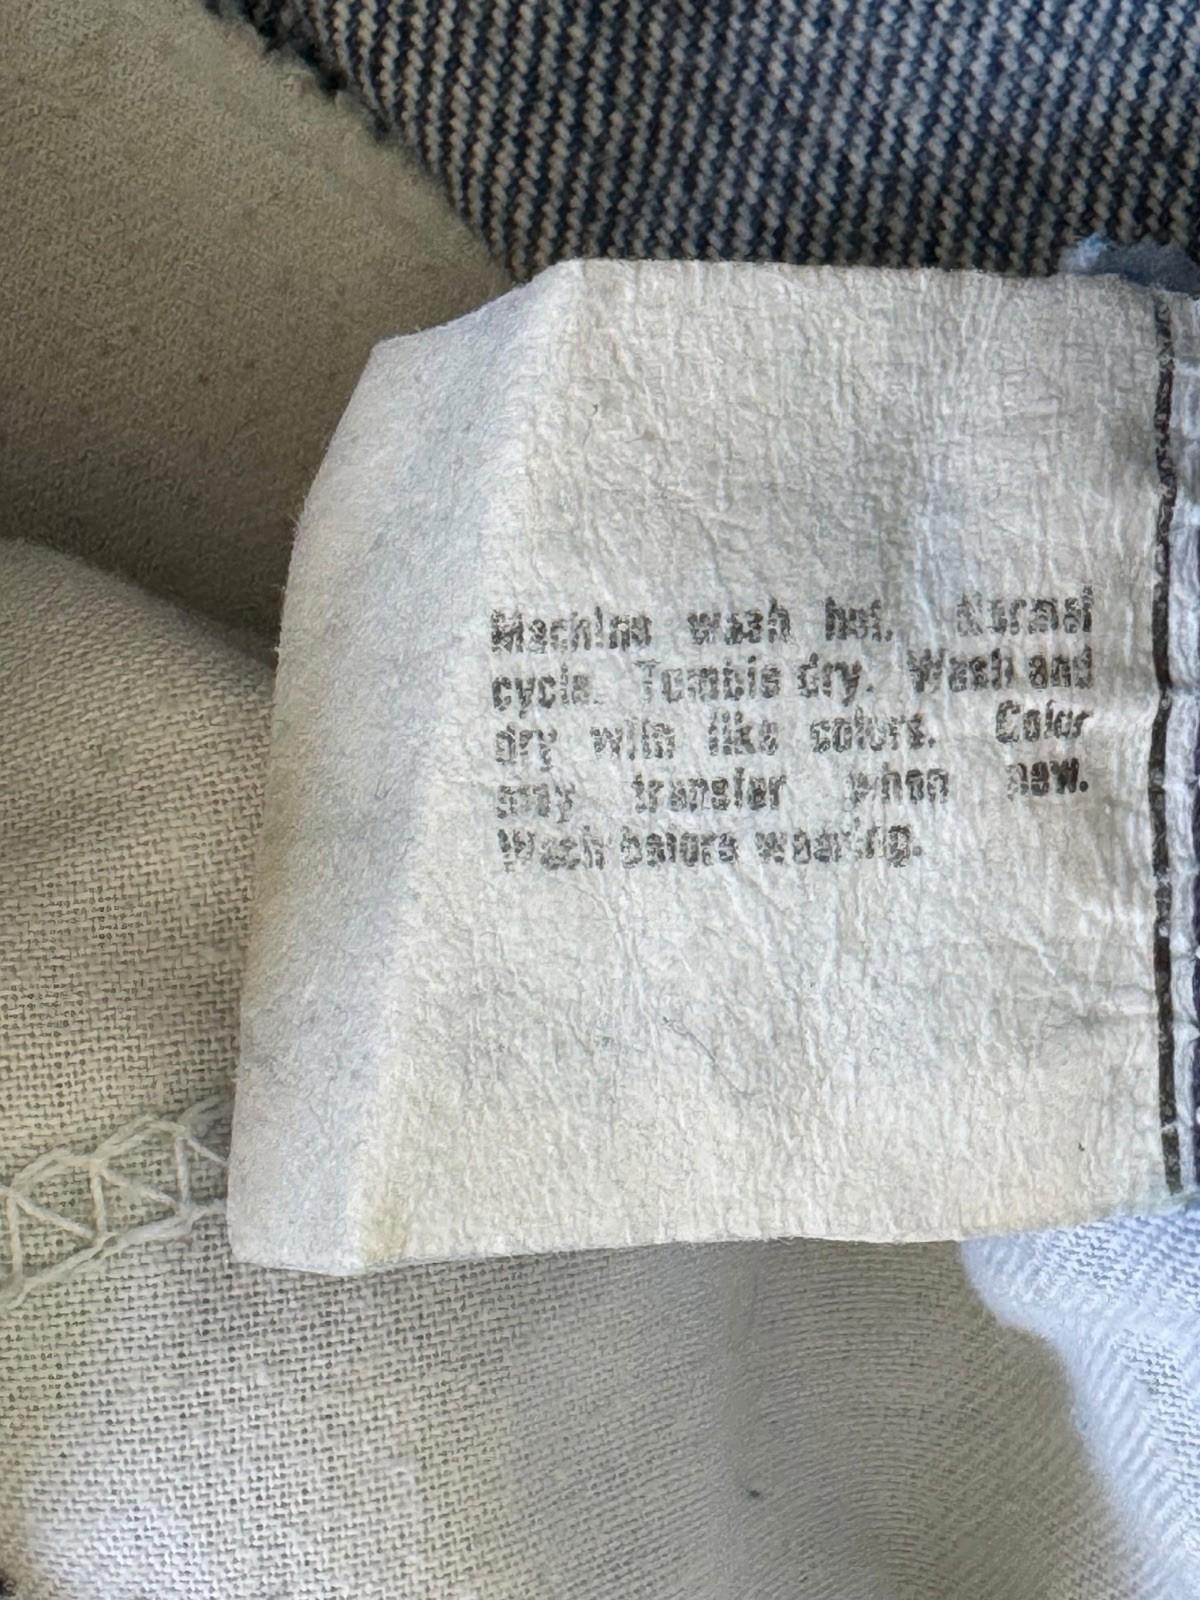 Machine wash hot. Normal
cycle. Tumble dry. Wash and
dry with like colors. Color
may transfer when new.
Wash before wearing.